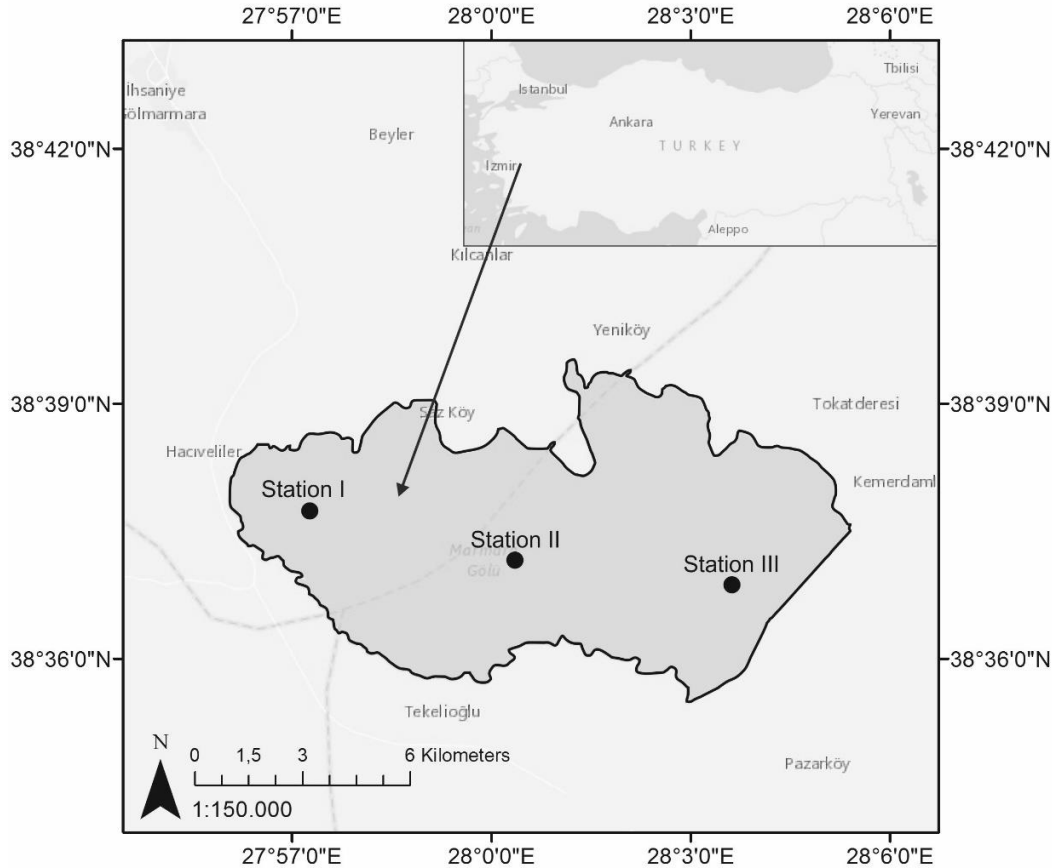 27°57'0"E 28°0'0"E 28°3'0"E 28°6'0"E
İhsaniye
Gölmarmara
Beyler
Istanbul
Tbilisi
Ankara
Yerevan
TURKEY
38°42'0"N
38°42'0"N
Izmir
Aleppo
Kılcanlar
Yeniköy
38°39'0"N
38°39'0"N
Saz Köy
Tokatderesi
Hacıveliler
Kemerdaml
Station I
Station II
Station III
Gölü
38°36'0"N
38°36'0"N
Tekelioğlu
Pazarköy
N
0 1,5 3 6 Kilometers
1:150.000
27°57'0"E 28°0'0"E 28°3'0"E 28°6'0"E